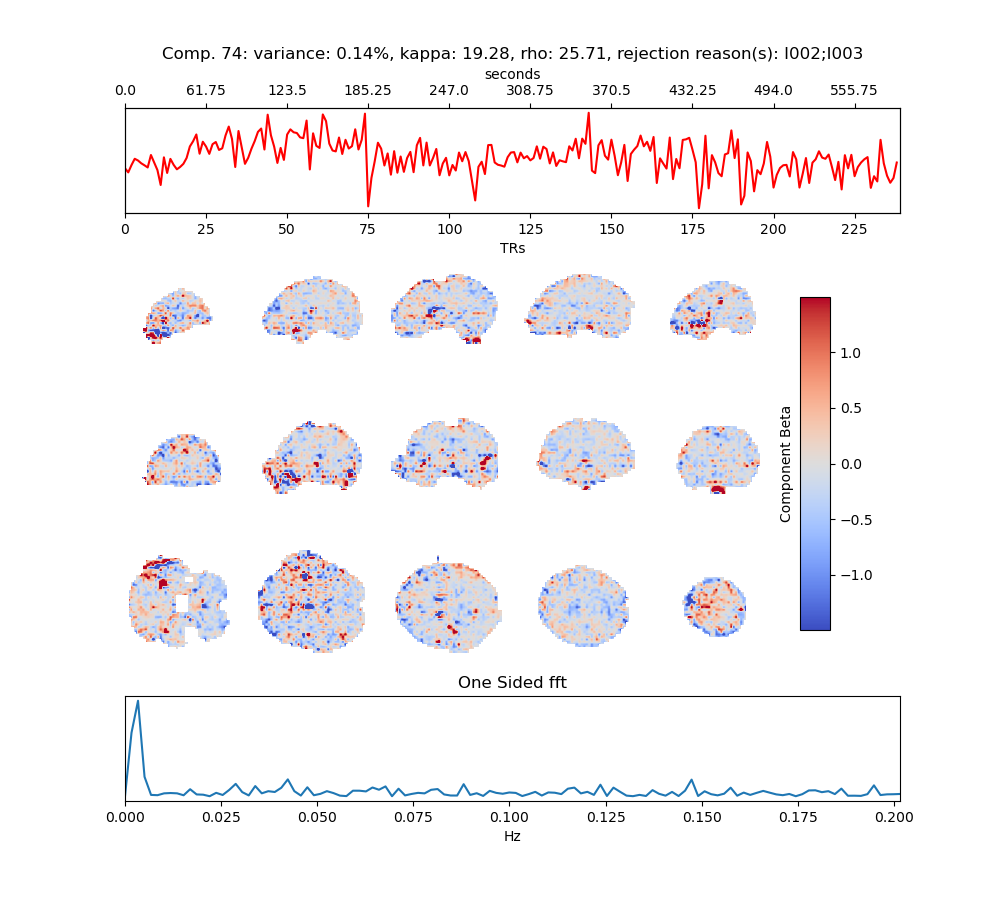 Comp. 74: variance: 0.14%, kappa: 19.28, rho: 25.71, rejection reason(s): I002;I003
seconds
0.0 61.75 123.5 185.25 247.0 308.75 370.5 432.25 494.0 555.75
0 25 50 75 100 125 150 175 200 225
TRs
1.0
0.5
0.0
−0.5
−1.0
Component Beta
One Sided fft
0.000 0.025 0.050 0.075 0.100 0.125 0.150 0.175 0.200
Hz